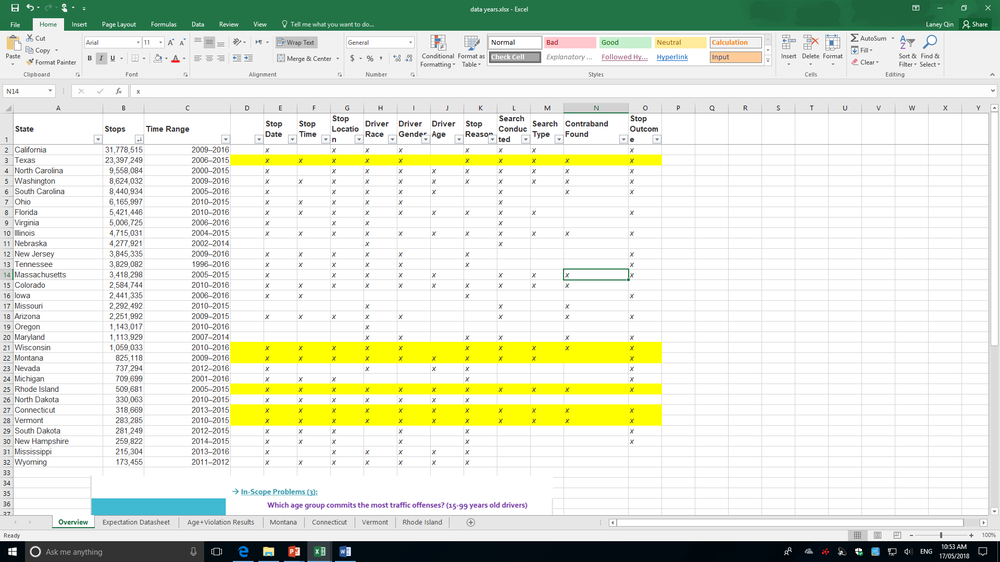 data years.xlsx - Excel
File Home Insert Page Layout Formulas Data Review View Tell me what you want to do... Laney Qin Share
Cut
Copy
Format Painter
Paste
Arial 11
B I U
Wrap Text
Merge & Center
General
$ % ,
Conditional Formatting
Format as Table
Normal Bad Good Neutral Calculation
Check Cell Explanatory ... Followed Hy... Hyperlink Input
Insert Delete Format
AutoSum
Fill
Clear
Sort & Filter
Find & Select
Clipboard Font Alignment Number Styles Cells Editing
N14 fx x
A B C D E F G H I J K L M N O P Q R S T U V W X Y
1 State Stops Time Range Stop Date Stop Time Stop Locatio n Driver Race Driver Gender Driver Age Stop Reason Search Conduc ted Search Type Contraband Found Stop Outcom e
2 California 31,778,515 2009–2016 x x x x x x x x
3 Texas 23,397,249 2006–2015 x x x x x x x x x x
4 North Carolina 9,558,084 2000–2015 x x x x x x x x x x
5 Washington 8,624,032 2009–2016 x x x x x x x x x x x
6 South Carolina 8,440,934 2005–2016 x x x x x x x x
7 Ohio 6,165,997 2010–2015 x x x x x x
8 Florida 5,421,446 2010–2016 x x x x x x x x x x
9 Virginia 5,006,725 2006–2016 x x x x
10 Illinois 4,715,031 2004–2015 x x x x x x x x x x x
11 Nebraska 4,277,921 2002–2014 x x
12 New Jersey 3,845,335 2009–2016 x x x x x x x
13 Tennessee 3,829,082 1996–2016 x x x x x x x
14 Massachusetts 3,418,298 2005–2015 x x x x x x x x x
15 Colorado 2,584,744 2010–2016 x x x x x x x x x x
16 Iowa 2,441,335 2006–2016 x x x x
17 Missouri 2,292,492 2010–2015 x x x
18 Arizona 2,251,992 2009–2015 x x x x x x x x
19 Oregon 1,143,017 2010–2016 x
20 Maryland 1,113,929 2007–2014 x x x x x x
21 Wisconsin 1,059,033 2010–2016 x x x x x x x x x x
22 Montana 825,118 2009–2016 x x x x x x x x x x
23 Nevada 737,294 2012–2016 x x x x x
24 Michigan 709,699 2001–2016 x x x x x
25 Rhode Island 509,681 2005–2015 x x x x x x x x x x x
26 North Dakota 330,063 2010–2015 x x x x x x x
27 Connecticut 318,669 2013–2015 x x x x x x x x x x x
28 Vermont 283,285 2010–2015 x x x x x x x x x x x
29 South Dakota 281,249 2012–2015 x x x x x x
30 New Hampshire 259,822 2014–2015 x x x x x x
31 Mississippi 215,304 2013–2016 x x x x x x
32 Wyoming 173,455 2011–2012 x x x x x x x
33
34
35 → In-Scope Problems (3):
36 Which age group commits the most traffic offenses? (15-99 years old drivers)
37
Overview Expectation Datasheet Age+Violation Results Montana Connecticut Vermont Rhode Island
Ready 100%
Ask me anything ENG 10:53 AM
17/05/2018